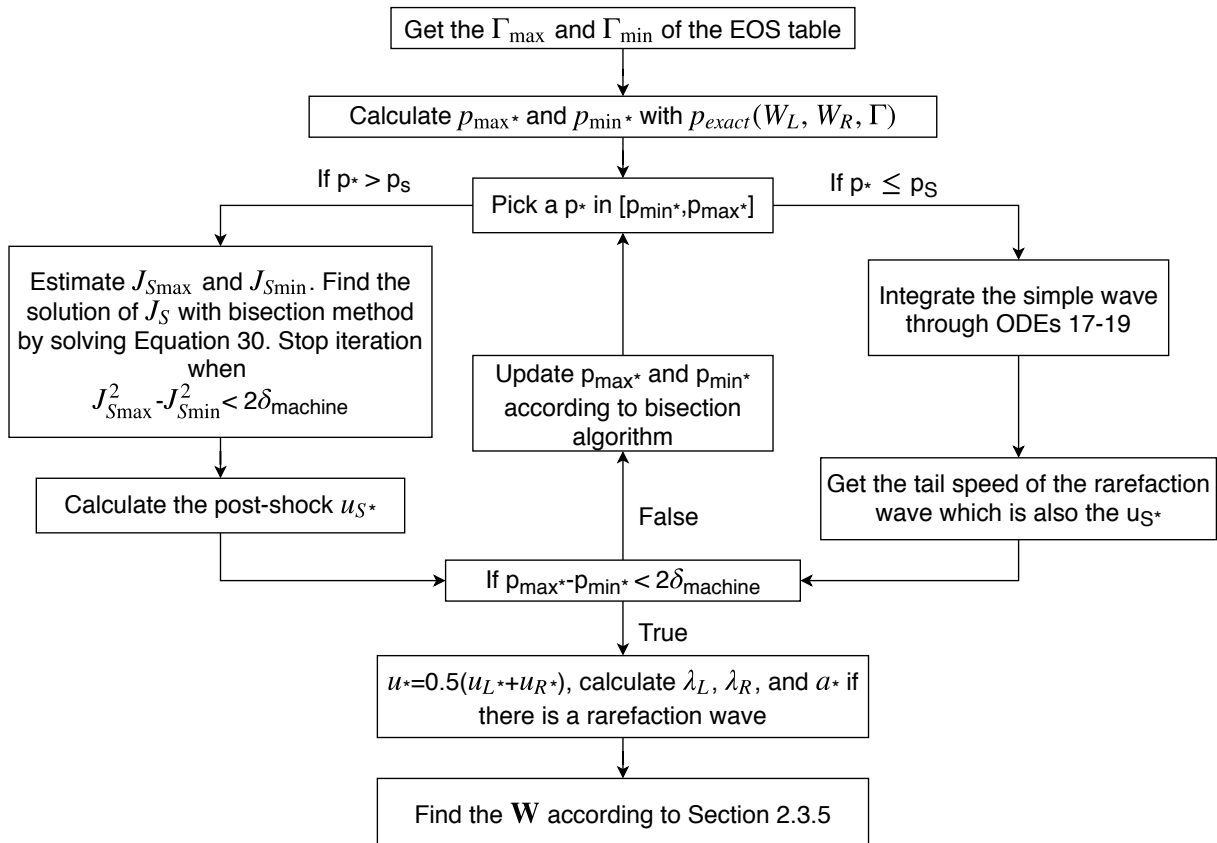 Get the Γmax and Γmin of the EOS table
Calculate pmax⋆ and pmin⋆ with pexact(WL, WR, Γ)
If p⋆ > ps
Pick a p⋆ in [pmin⋆,pmax⋆]
If p⋆ ≤ pS
Estimate JSmax and JSmin. Find the
solution of JS with bisection method
by solving Equation 30. Stop iteration
when
J²Smax-J²Smin< 2δmachine
Integrate the simple wave
through ODEs 17-19
Update pmax⋆ and pmin⋆
according to bisection
algorithm
Calculate the post-shock uS⋆
Get the tail speed of the rarefaction
wave which is also the uS⋆
False
If pmax⋆-pmin⋆ < 2δmachine
True
u⋆=0.5(uL⋆+uR⋆), calculate λL, λR, and a⋆ if
there is a rarefaction wave
Find the W according to Section 2.3.5